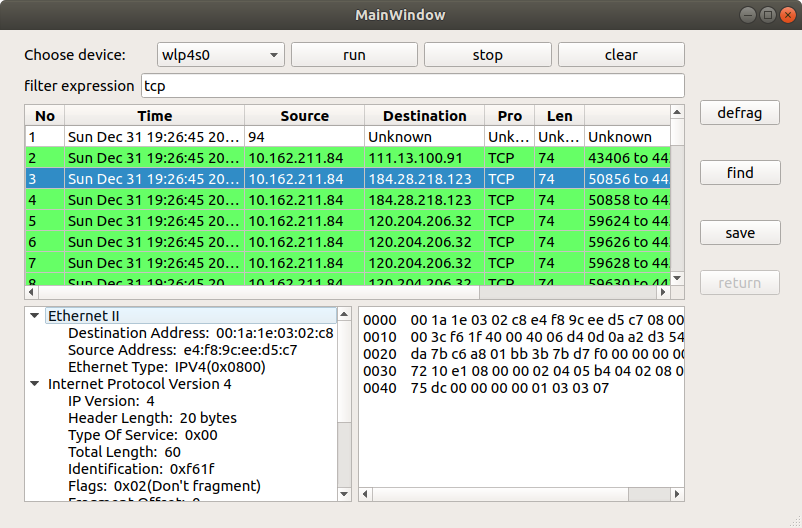 MainWindow
Choose device: wlp4s0 run stop clear
filter expression tcp
No Time Source Destination Pro Len
1 Sun Dec 31 19:26:45 20... 94 Unknown Unk... Unk... Unknown
2 Sun Dec 31 19:26:45 20... 10.162.211.84 111.13.100.91 TCP 74 43406 to 44
3 Sun Dec 31 19:26:45 20... 10.162.211.84 184.28.218.123 TCP 74 50856 to 44
4 Sun Dec 31 19:26:45 20... 10.162.211.84 184.28.218.123 TCP 74 50858 to 44
5 Sun Dec 31 19:26:45 20... 10.162.211.84 120.204.206.32 TCP 74 59624 to 44
6 Sun Dec 31 19:26:45 20... 10.162.211.84 120.204.206.32 TCP 74 59626 to 44
7 Sun Dec 31 19:26:45 20... 10.162.211.84 120.204.206.32 TCP 74 59628 to 44
8 Sun Dec 31 19:26:45 20... 10.162.211.84 120.204.206.32 TCP 74 59630 to 44
defrag
find
save
return
Ethernet II
Destination Address: 00:1a:1e:03:02:c8
Source Address: e4:f8:9c:ee:d5:c7
Ethernet Type: IPV4(0x0800)
Internet Protocol Version 4
IP Version: 4
Header Length: 20 bytes
Type Of Service: 0x00
Total Length: 60
Identification: 0xf61f
Flags: 0x02(Don't fragment)
Fragment Offset: 0
0000 00 1a 1e 03 02 c8 e4 f8 9c ee d5 c7 08 00
0010 00 3c f6 1f 40 00 40 06 d4 0d 0a a2 d3 54
0020 da 7b c6 a8 01 bb 3b 7b d7 f0 00 00 00 00
0030 72 10 e1 08 00 00 02 04 05 b4 04 02 08 0
0040 75 dc 00 00 00 00 01 03 03 07